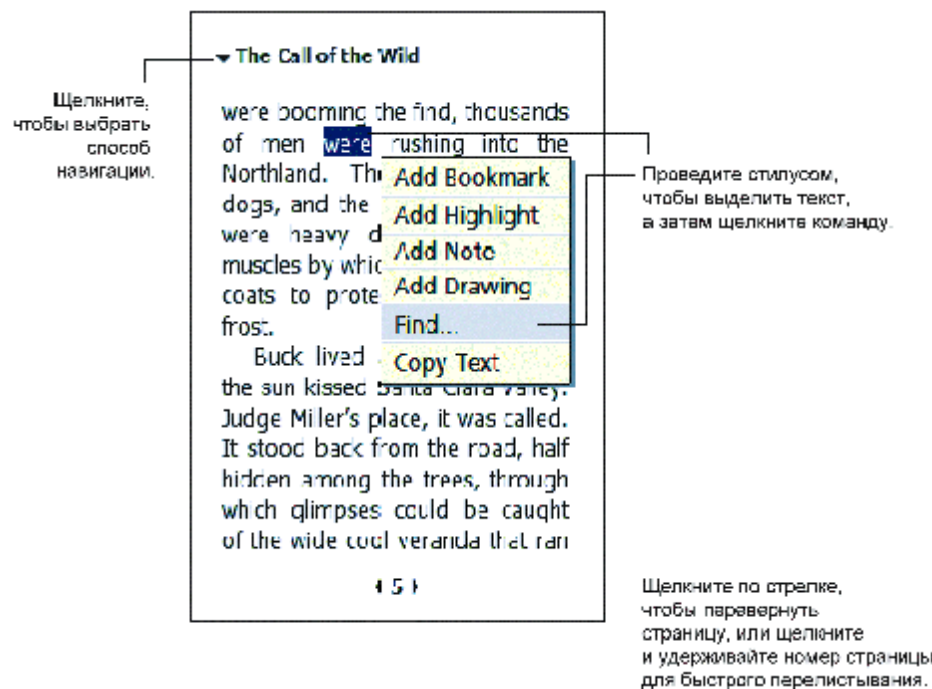 The Call of the Wild
Щелкните,
чтобы выбрать
способ
навигации.
were booming the find, thousands
of men were rushing into the
Northland. The
dogs, and the
were heavy d
muscles by whic
coats to prote
frost.
Add Bookmark
Add Highlight
Add Note
Add Drawing
Find...
Copy Text
Проведите стилусом,
чтобы выделить текст,
а затем щелкните команду.
Buck lived
the sun kissed Santa Clara Valley.
Judge Miller's place, it was called.
It stood back from the road, half
hidden among the trees, through
which glimpses could be caught
of the wide cool veranda that ran
5
Щелкните по стрелке,
чтобы перевернуть
страницу, или щелкните
и удерживайте номер страницы
для быстрого перелистывания.